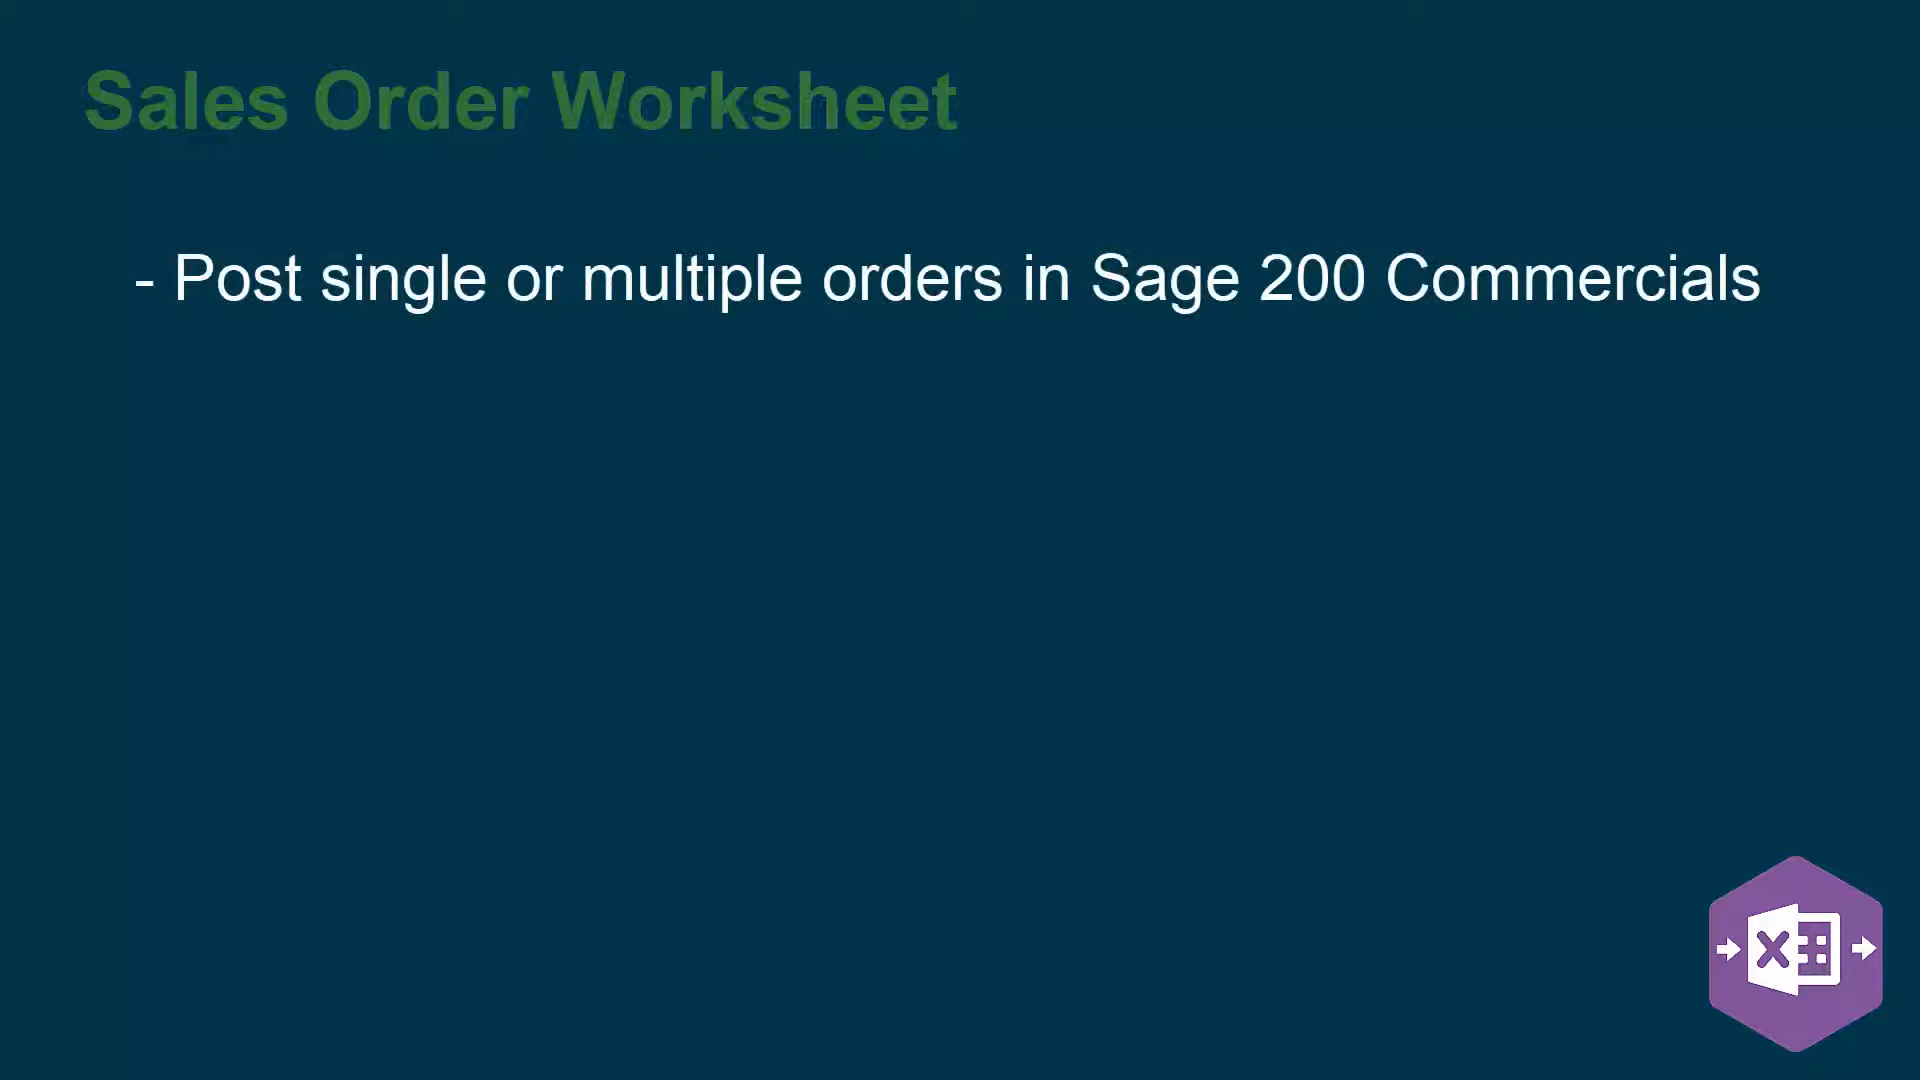 Sales Order Worksheet
- Post single or multiple orders in Sage 200 Commercials